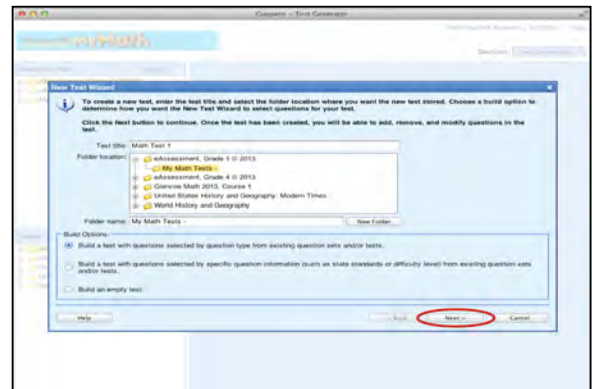 Customer - Test Generator
My Math
New Test Wizard
To create a new test, enter the test title and select the folder location where you want the new test stored. Choose a build option to
determine how you want the New Test Wizard to select questions for your test.
Click the Next button to continue. Once the test has been created, you will be able to add, remove, and modify questions in the
test.
Test title: Math Test 1
Folder location:
eAssessment, Grade 1 © 2013
My Math Tests -
eAssessment, Grade 4 © 2013
Glencoe Math 2013, Course 1
United States History and Geography: Modern Times
World History and Geography
Folder name: My Math Tests - New Folder
Build Options:
Build a test with questions selected by question type from existing question sets and/or tests.
Build a test with questions selected by specific question information (such as state standards or difficulty level) from existing question sets
and/or tests.
Build an empty test.
Help < Back Next > Cancel